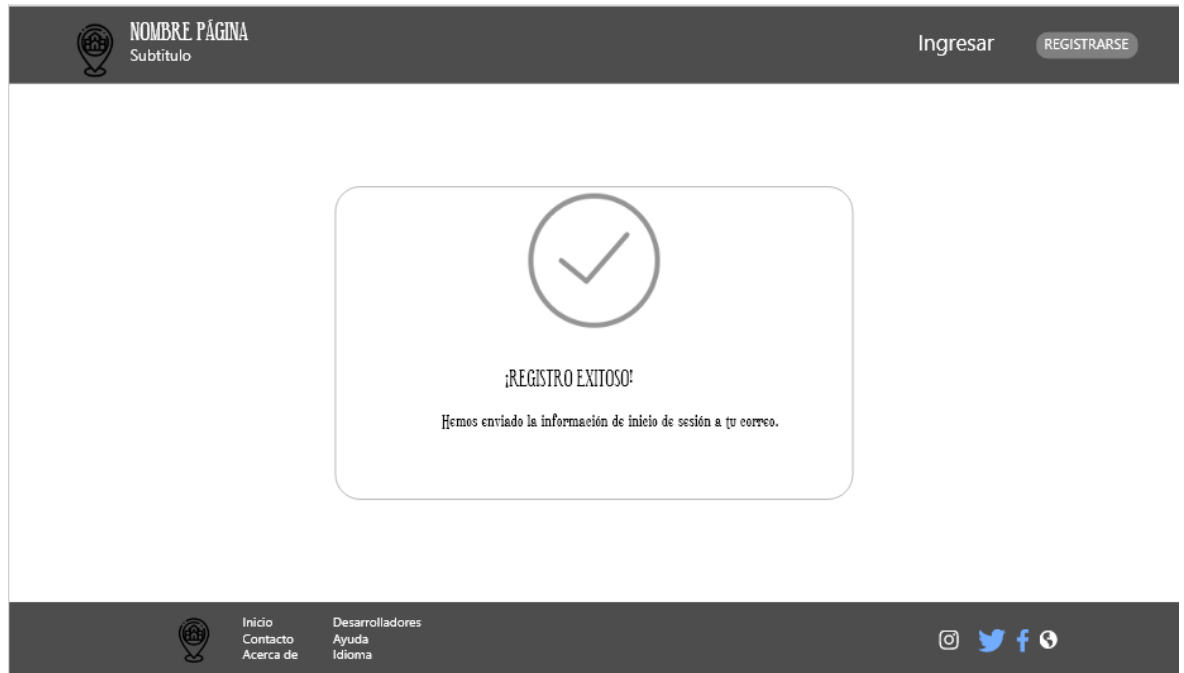 NOMBRE PÁGINA
Subtítulo
Ingresar
REGISTRARSE
¡REGISTRO EXITOSO!
Hemos enviado la información de inicio de sesión a tu correo.
Inicio
Contacto
Acerca de
Desarrolladores
Ayuda
Idioma